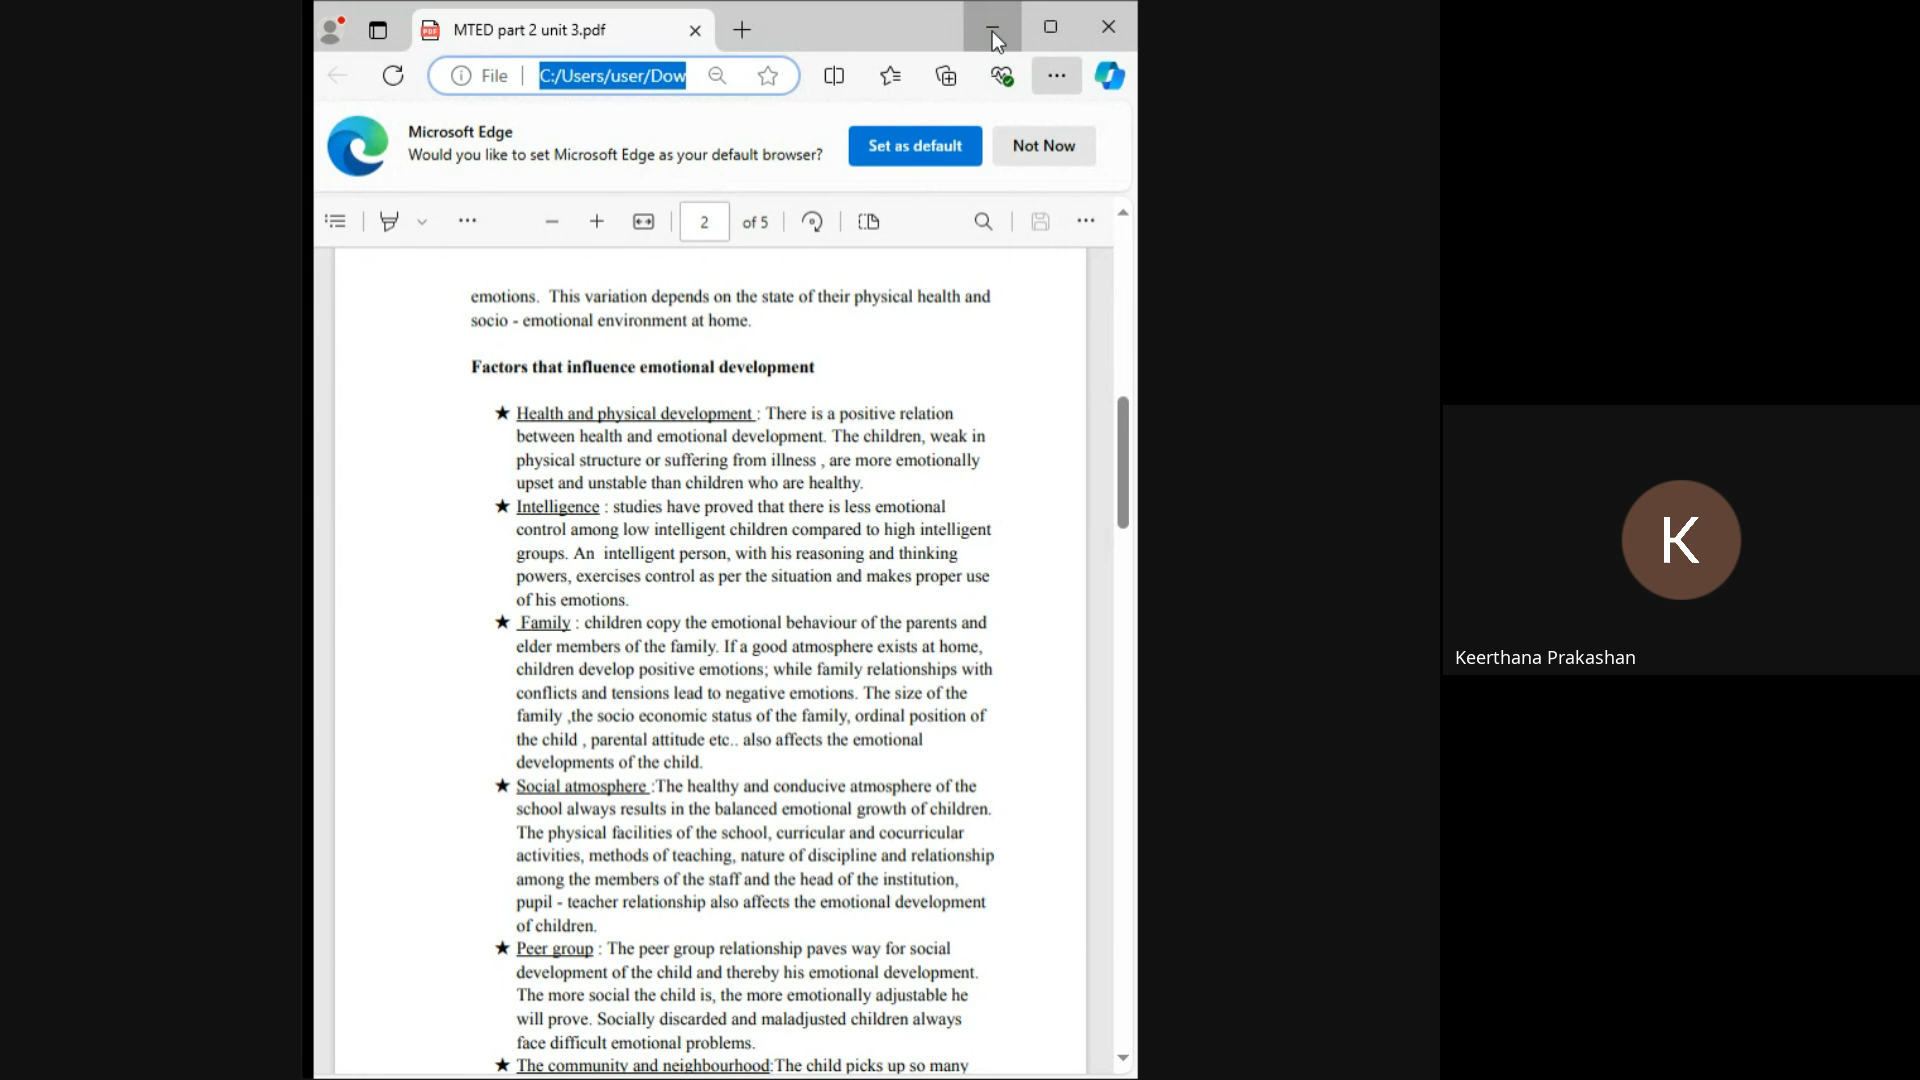 MTED part 2 unit 3.pdf
File
C:/Users/user/Dow
Microsoft Edge
Would you like to set Microsoft Edge as your default browser?
Set as default
Not Now
2 of 5
emotions.  This variation depends on the state of their physical health and
socio - emotional environment at home.
Factors that influence emotional development
★ Health and physical development : There is a positive relation
between health and emotional development. The children, weak in
physical structure or suffering from illness , are more emotionally
upset and unstable than children who are healthy.
★ Intelligence : studies have proved that there is less emotional
control among low intelligent children compared to high intelligent
groups. An  intelligent person, with his reasoning and thinking
powers, exercises control as per the situation and makes proper use
of his emotions.
★ Family : children copy the emotional behaviour of the parents and
elder members of the family. If a good atmosphere exists at home,
children develop positive emotions; while family relationships with
conflicts and tensions lead to negative emotions. The size of the
family ,the socio economic status of the family, ordinal position of
the child , parental attitude etc.. also affects the emotional
developments of the child.
★ Social atmosphere :The healthy and conducive atmosphere of the
school always results in the balanced emotional growth of children.
The physical facilities of the school, curricular and cocurricular
activities, methods of teaching, nature of discipline and relationship
among the members of the staff and the head of the institution,
pupil - teacher relationship also affects the emotional development
of children.
★ Peer group : The peer group relationship paves way for social
development of the child and thereby his emotional development.
The more social the child is, the more emotionally adjustable he
will prove. Socially discarded and maladjusted children always
face difficult emotional problems.
★ The community and neighbourhood:The child picks up so many
K
Keerthana Prakashan